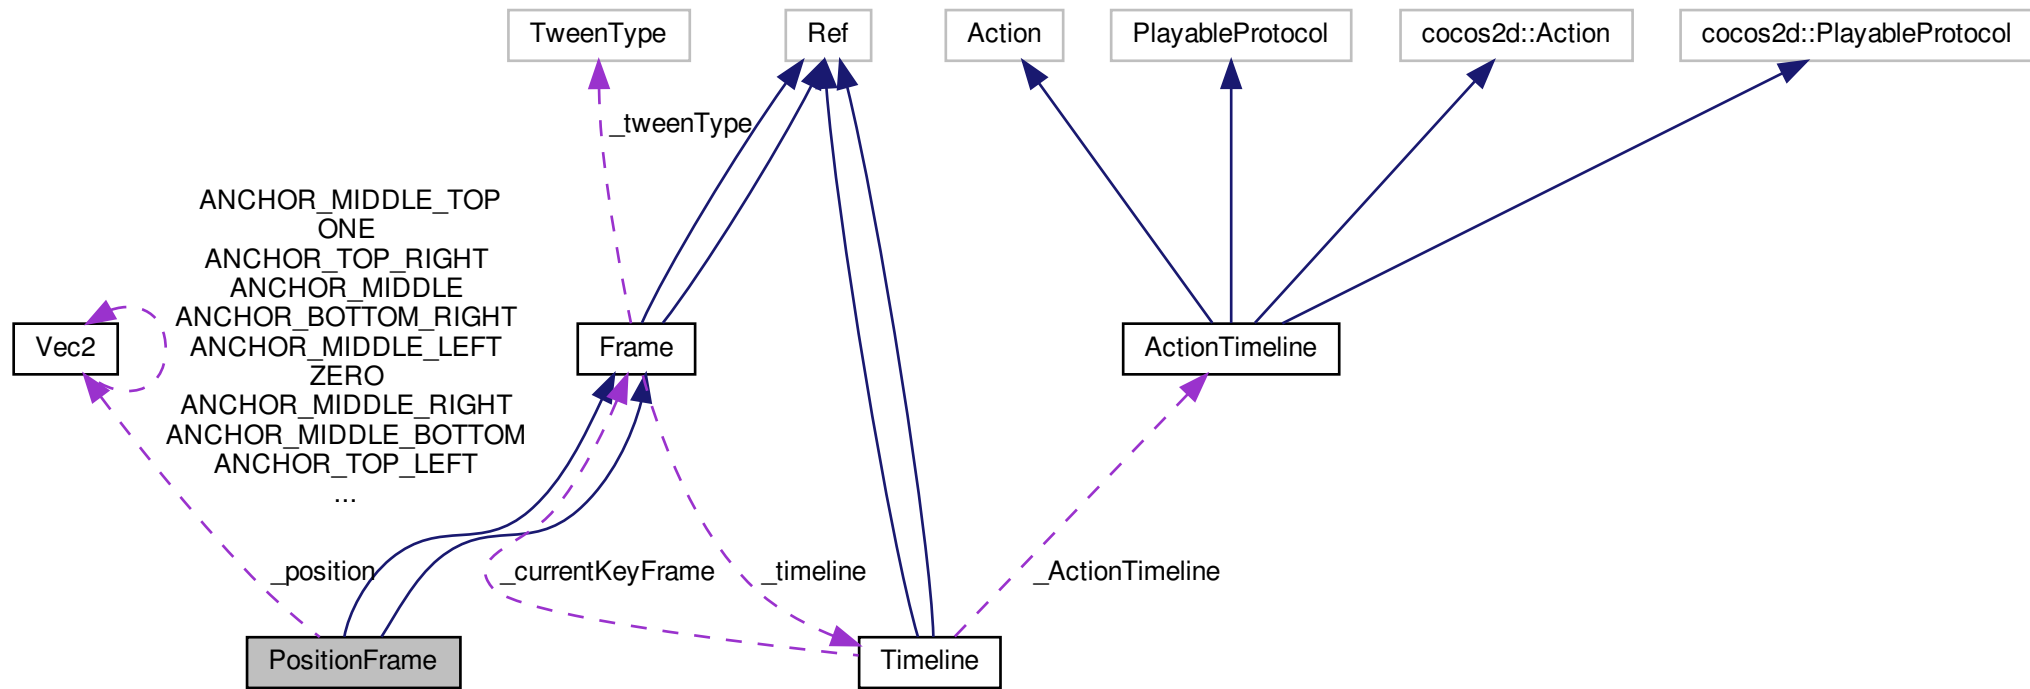 TweenType
Ref
Action
PlayableProtocol
cocos2d::Action
cocos2d::PlayableProtocol
_tweenType
ANCHOR_MIDDLE_TOP
ONE
ANCHOR_TOP_RIGHT
ANCHOR_MIDDLE
ANCHOR_BOTTOM_RIGHT
ANCHOR_MIDDLE_LEFT
ZERO
ANCHOR_MIDDLE_RIGHT
ANCHOR_MIDDLE_BOTTOM
ANCHOR_TOP_LEFT
...
Vec2
Frame
ActionTimeline
_position
_currentKeyFrame
_timeline
_ActionTimeline
PositionFrame
Timeline